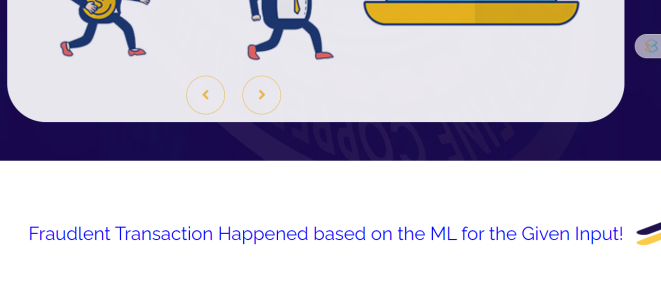 Fraudlent Transaction Happened based on the ML for the Given Input!